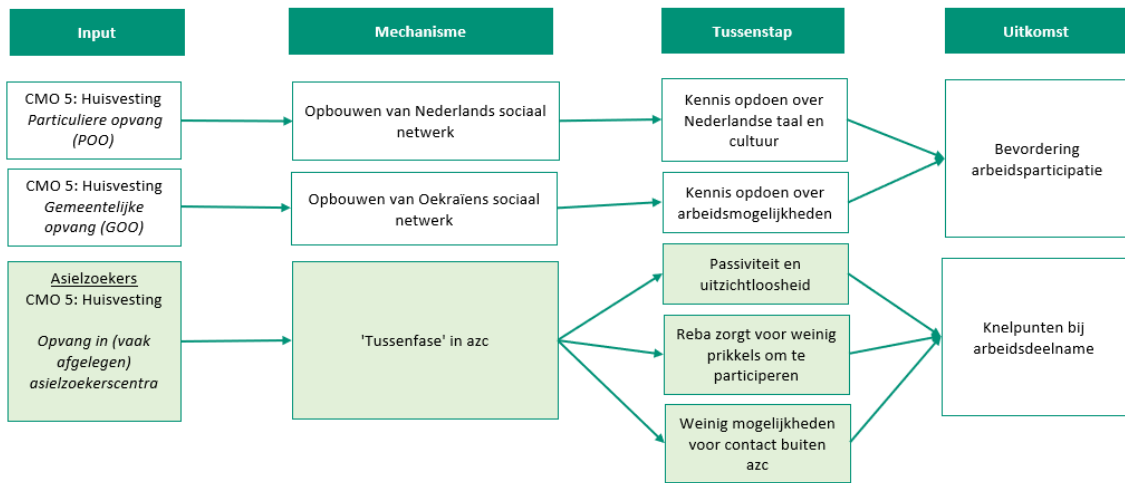 Input
Mechanisme
Tussenstap
Uitkomst
CMO 5: Huisvesting
Particuliere opvang
(POO)
Opbouwen van Nederlands sociaal
netwerk
Kennis opdoen over
Nederlandse taal en
cultuur
Bevordering
arbeidsparticipatie
CMO 5: Huisvesting
Gemeentelijke
opvang (GOO)
Opbouwen van Oekraïens sociaal
netwerk
Kennis opdoen over
arbeidsmogelijkheden
Asielzoekers
CMO 5: Huisvesting
Opvang in (vaak
afgelegen)
asielzoekerscentra
'Tussenfase' in azc
Passiviteit en
uitzichtloosheid
Reba zorgt voor weinig
prikkels om te
participeren
Weinig mogelijkheden
voor contact buiten
azc
Knelpunten bij
arbeidsdeelname